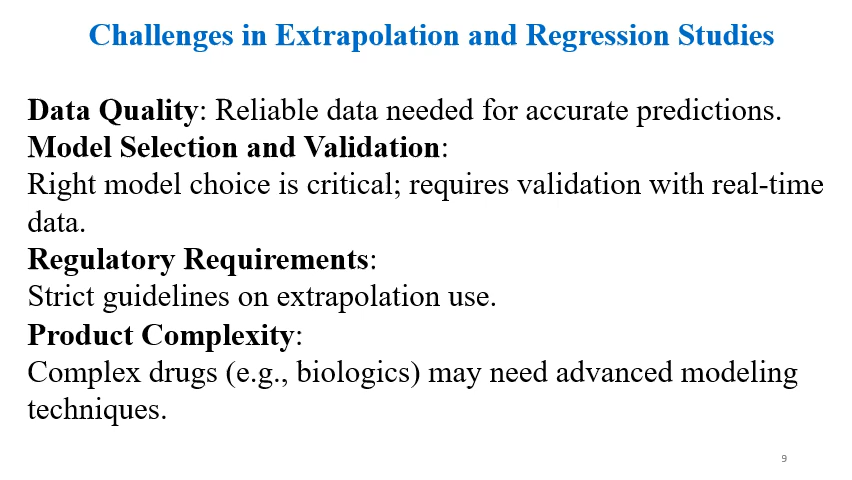 Challenges in Extrapolation and Regression Studies
Data Quality: Reliable data needed for accurate predictions.
Model Selection and Validation:
Right model choice is critical; requires validation with real-time
data.
Regulatory Requirements:
Strict guidelines on extrapolation use.
Product Complexity:
Complex drugs (e.g., biologics) may need advanced modeling
techniques.
9